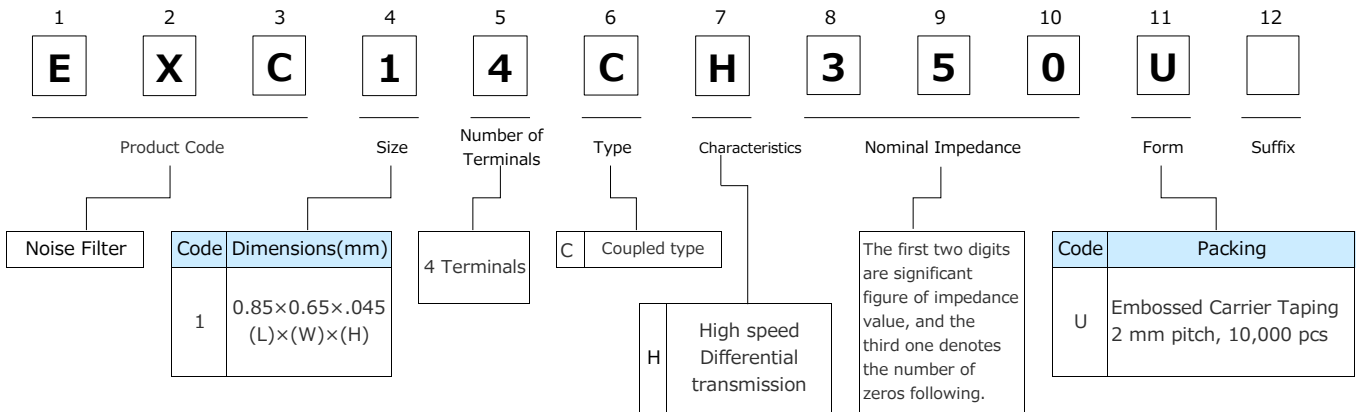 1 2 3 4 5 6 7 8 9 10 11 12
E X C 1 4 C H 3 5 0 U
Product Code
Size
Number of
Terminals
Type
Characteristics
Nominal Impedance
Form
Suffix
Noise Filter
Code Dimensions(mm)
1
0.85×0.65×.045
(L)×(W)×(H)
4 Terminals
C Coupled type
H
High speed
Differential
transmission
The first two digits
are significant
figure of impedance
value, and the
third one denotes
the number of
zeros following.
Code Packing
U
Embossed Carrier Taping
2 mm pitch, 10,000 pcs